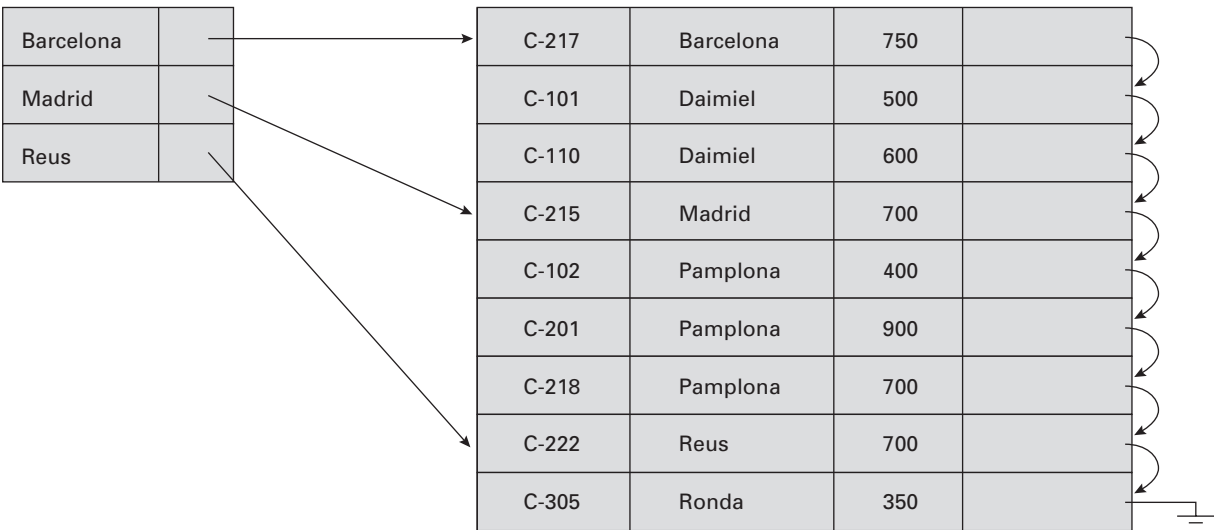 Barcelona
Madrid
Reus
C-217 Barcelona 750
C-101 Daimiel 500
C-110 Daimiel 600
C-215 Madrid 700
C-102 Pamplona 400
C-201 Pamplona 900
C-218 Pamplona 700
C-222 Reus 700
C-305 Ronda 350